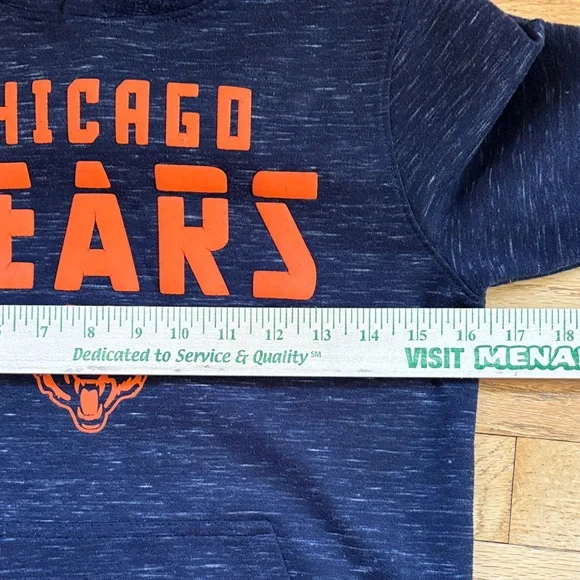 HICAGO
EARS
7 8 9 10 11 12 13 14 15 16 17 18
Dedicated to Service & Quality℠ VISIT MENA